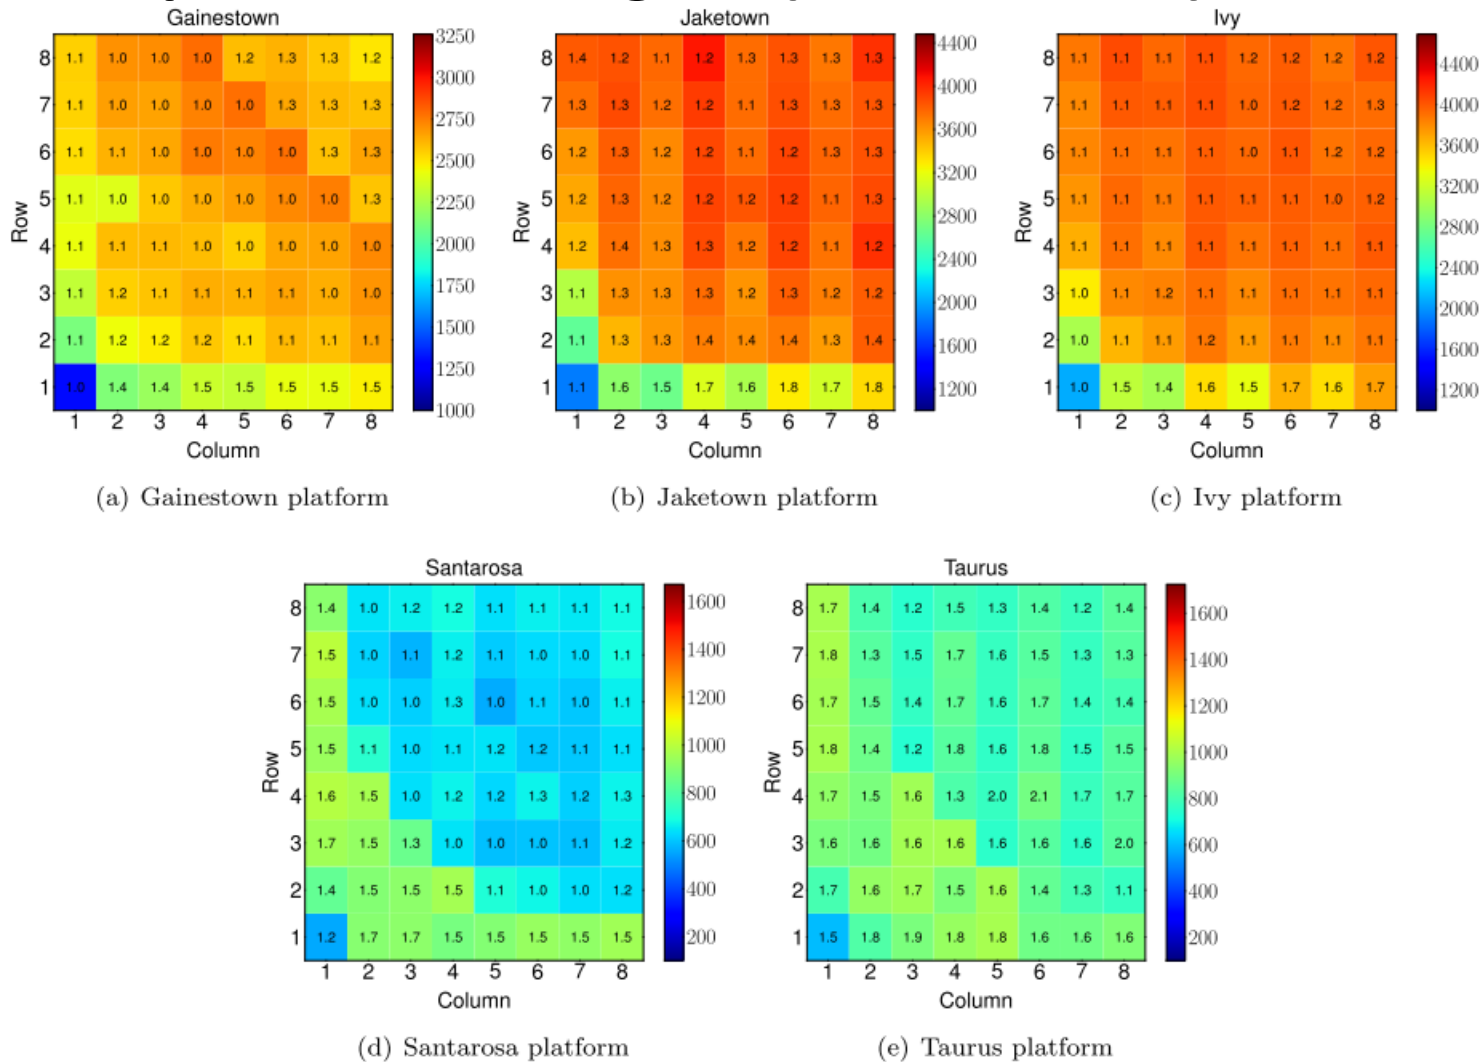 Gainestown
8 1.1 1.0 1.0 1.0 1.2 1.3 1.3 1.2
7 1.1 1.0 1.0 1.0 1.0 1.3 1.3 1.3
6 1.1 1.1 1.0 1.0 1.0 1.0 1.3 1.3
5 1.1 1.0 1.0 1.0 1.0 1.0 1.0 1.3
4 1.1 1.1 1.1 1.0 1.0 1.0 1.0 1.0
3 1.1 1.2 1.1 1.1 1.1 1.1 1.0 1.0
2 1.1 1.2 1.2 1.2 1.1 1.1 1.1 1.1
1 1.0 1.4 1.4 1.5 1.5 1.5 1.5 1.5
1 2 3 4 5 6 7 8
Row
Column
3250
3000
2750
2500
2250
2000
1750
1500
1250
1000
(a) Gainestown platform
Jaketown
8 1.4 1.2 1.1 1.2 1.3 1.3 1.3 1.3
7 1.3 1.3 1.2 1.2 1.1 1.3 1.3 1.3
6 1.2 1.3 1.2 1.2 1.1 1.2 1.3 1.3
5 1.2 1.3 1.2 1.2 1.2 1.2 1.1 1.3
4 1.2 1.4 1.3 1.3 1.2 1.2 1.1 1.2
3 1.1 1.3 1.3 1.3 1.2 1.3 1.2 1.2
2 1.1 1.3 1.3 1.4 1.4 1.4 1.3 1.4
1 1.1 1.6 1.5 1.7 1.6 1.8 1.7 1.8
1 2 3 4 5 6 7 8
Row
Column
4400
4000
3600
3200
2800
2400
2000
1600
1200
(b) Jaketown platform
Ivy
8 1.1 1.1 1.1 1.1 1.2 1.2 1.2 1.2
7 1.1 1.1 1.1 1.1 1.0 1.2 1.2 1.3
6 1.1 1.1 1.1 1.1 1.0 1.1 1.2 1.2
5 1.1 1.1 1.1 1.1 1.1 1.1 1.0 1.2
4 1.1 1.1 1.1 1.1 1.1 1.1 1.1 1.1
3 1.0 1.1 1.2 1.1 1.1 1.1 1.1 1.1
2 1.0 1.1 1.1 1.2 1.1 1.1 1.1 1.1
1 1.0 1.5 1.4 1.6 1.5 1.7 1.6 1.7
1 2 3 4 5 6 7 8
Row
Column
4400
4000
3600
3200
2800
2400
2000
1600
1200
(c) Ivy platform
Santarosa
8 1.4 1.0 1.2 1.2 1.1 1.1 1.1 1.1
7 1.5 1.0 1.1 1.2 1.1 1.0 1.0 1.1
6 1.5 1.0 1.0 1.3 1.0 1.1 1.0 1.1
5 1.5 1.1 1.0 1.1 1.2 1.2 1.1 1.1
4 1.6 1.5 1.0 1.2 1.2 1.3 1.2 1.3
3 1.7 1.5 1.3 1.0 1.0 1.0 1.1 1.2
2 1.4 1.5 1.5 1.5 1.1 1.0 1.0 1.2
1 1.2 1.7 1.7 1.5 1.5 1.5 1.5 1.5
1 2 3 4 5 6 7 8
Row
Column
1600
1400
1200
1000
800
600
400
200
(d) Santarosa platform
Taurus
8 1.7 1.4 1.2 1.5 1.3 1.4 1.2 1.4
7 1.8 1.3 1.5 1.7 1.6 1.5 1.3 1.3
6 1.7 1.5 1.4 1.7 1.6 1.7 1.4 1.4
5 1.8 1.4 1.2 1.8 1.6 1.8 1.5 1.5
4 1.7 1.5 1.6 1.3 2.0 2.1 1.7 1.7
3 1.6 1.6 1.6 1.6 1.6 1.6 1.6 2.0
2 1.7 1.6 1.7 1.5 1.6 1.4 1.3 1.1
1 1.5 1.8 1.9 1.8 1.8 1.6 1.6 1.6
1 2 3 4 5 6 7 8
Row
Column
1600
1400
1200
1000
800
600
400
200
(e) Taurus platform